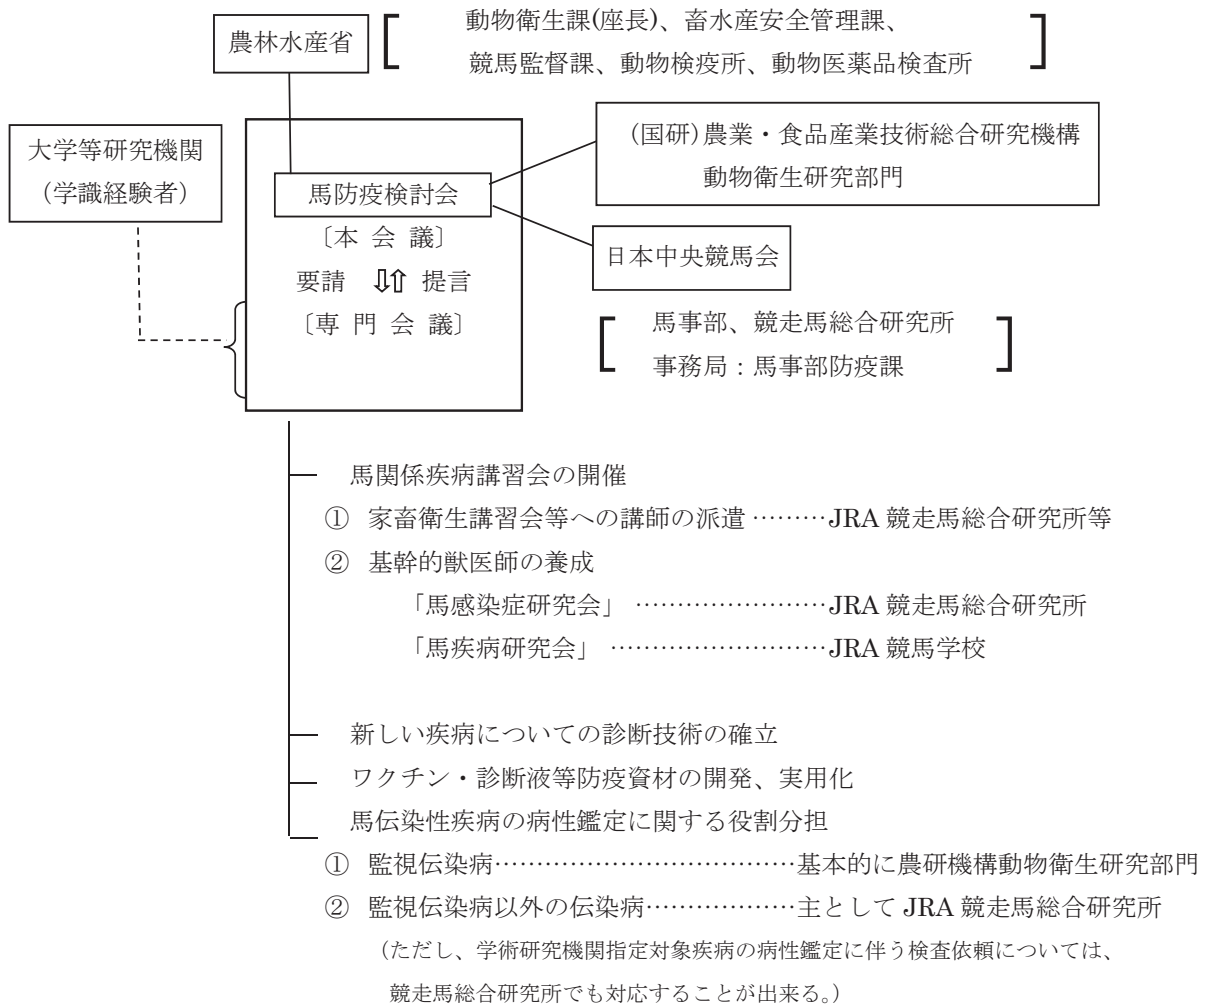 農林水産省
動物衛生課(座長)、畜水産安全管理課、
競馬監督課、動物検疫所、動物医薬品検査所
大学等研究機関
(学識経験者)
(国研)農業・食品産業技術総合研究機構
動物衛生研究部門
馬防疫検討会
〔本 会 議〕
要請 ⇩⇧ 提言
〔専 門 会 議〕
日本中央競馬会
馬事部、競走馬総合研究所
事務局:馬事部防疫課
馬関係疾病講習会の開催
① 家畜衛生講習会等への講師の派遣 ………JRA 競走馬総合研究所等
② 基幹的獣医師の養成
「馬感染症研究会」 ……………………JRA 競走馬総合研究所
「馬疾病研究会」 ………………………JRA 競馬学校
新しい疾病についての診断技術の確立
ワクチン・診断液等防疫資材の開発、実用化
馬伝染性疾病の病性鑑定に関する役割分担
① 監視伝染病………………………………基本的に農研機構動物衛生研究部門
② 監視伝染病以外の伝染病………………主として JRA 競走馬総合研究所
(ただし、学術研究機関指定対象疾病の病性鑑定に伴う検査依頼については、
競走馬総合研究所でも対応することが出来る。)